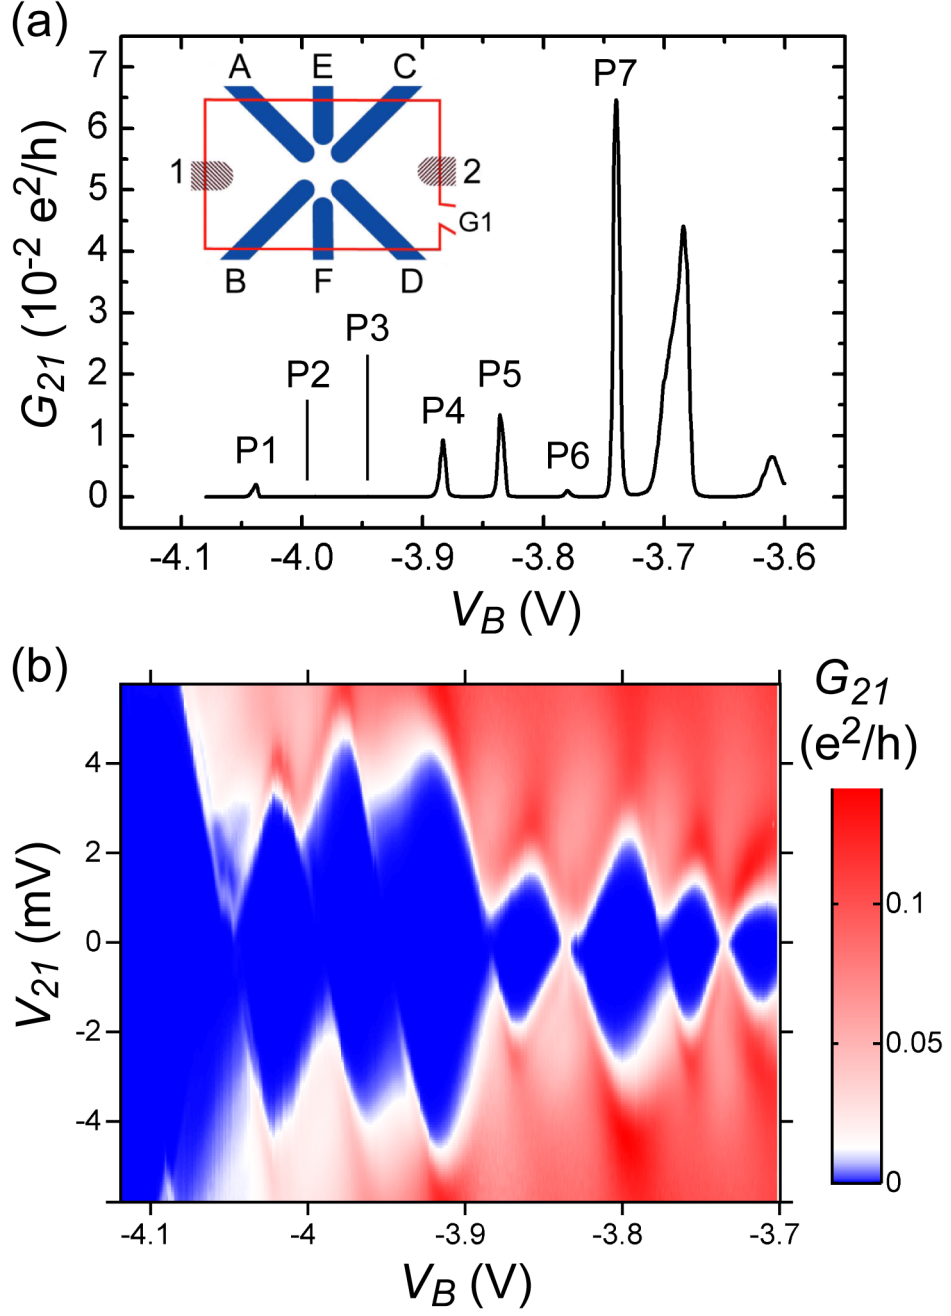 (a)
G21 (10-2 e2/h)
7
6
5
4
3
2
1
0
A E C
1 2
G1
B F D
P1
P2
P3
P4
P5
P6
P7
-4.1 -4.0 -3.9 -3.8 -3.7 -3.6
VB (V)
(b)
V21 (mV)
4
2
0
-2
-4
-4.1 -4 -3.9 -3.8 -3.7
VB (V)
G21
(e2/h)
0.1
0.05
0